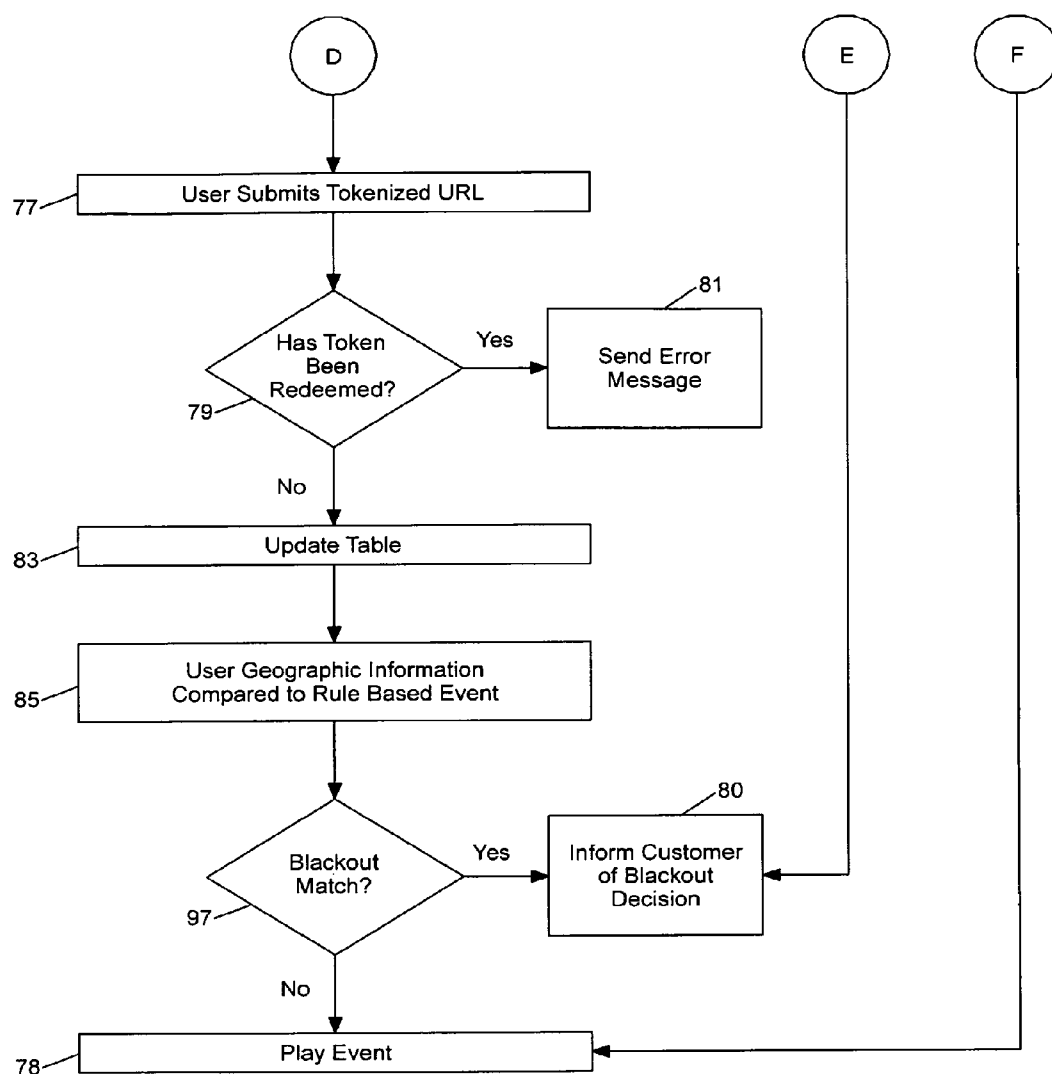 D
E
F
77
User Submits Tokenized URL
81
Has Token
Been
Redeemed?
79
Yes
Send Error
Message
No
83
Update Table
85
User Geographic Information
Compared to Rule Based Event
80
Blackout
Match?
97
Yes
Inform Customer
of Blackout
Decision
No
78
Play Event